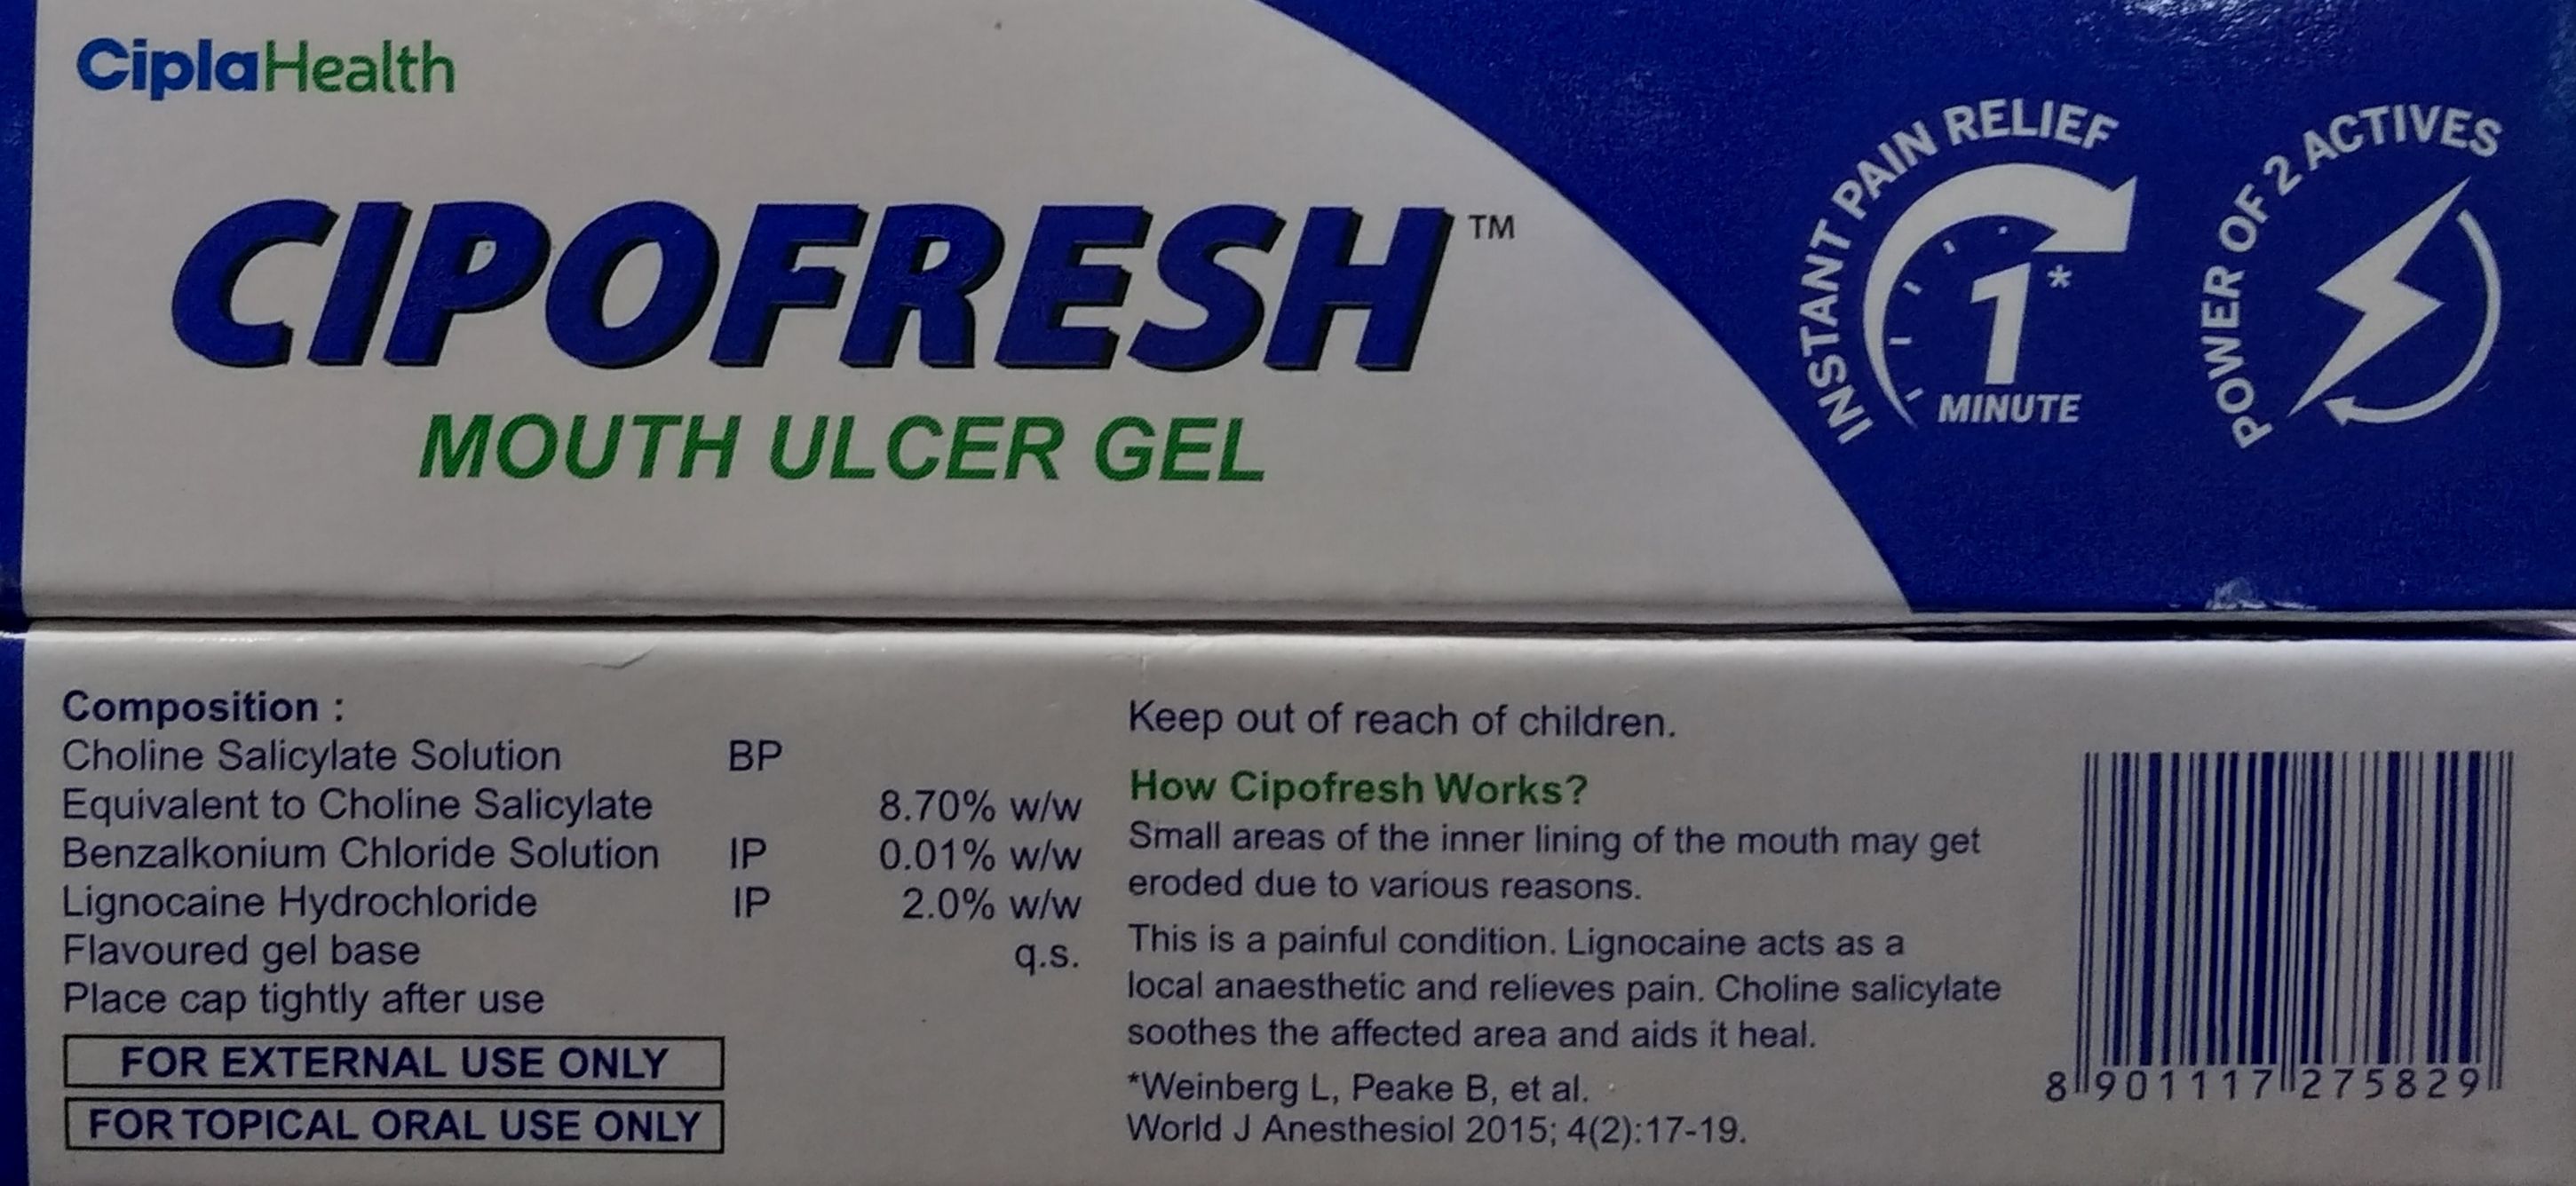 CiplaHealth
CIPOFRESH™
MOUTH ULCER GEL
INSTANT PAIN RELIEF
1*
MINUTE
POWER OF 2 ACTIVES
Composition :
Choline Salicylate Solution BP
Equivalent to Choline Salicylate 8.70% w/w
Benzalkonium Chloride Solution IP 0.01% w/w
Lignocaine Hydrochloride IP 2.0% w/w
Flavoured gel base q.s.
Place cap tightly after use
FOR EXTERNAL USE ONLY
FOR TOPICAL ORAL USE ONLY
Keep out of reach of children.
How Cipofresh Works?
Small areas of the inner lining of the mouth may get
eroded due to various reasons.
This is a painful condition. Lignocaine acts as a
local anaesthetic and relieves pain. Choline salicylate
soothes the affected area and aids it heal.
*Weinberg L, Peake B, et al.
World J Anesthesiol 2015; 4(2):17-19.
8 901117 275829